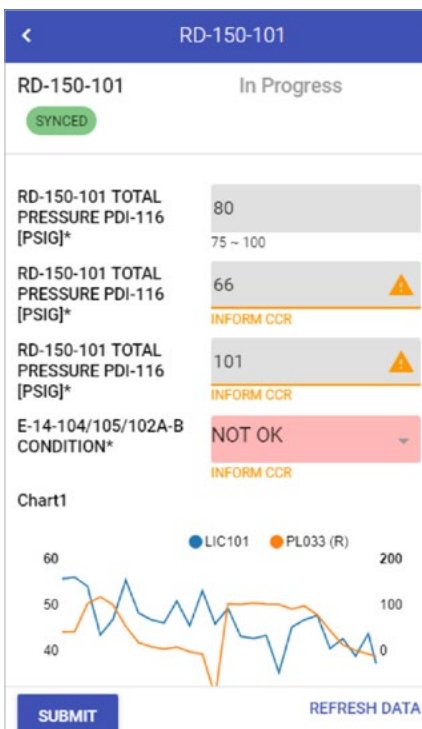 RD-150-101
RD-150-101 In Progress
SYNCED
RD-150-101 TOTAL
PRESSURE PDI-116
[PSIG]*
80
75 ~ 100
RD-150-101 TOTAL
PRESSURE PDI-116
[PSIG]*
66
INFORM CCR
RD-150-101 TOTAL
PRESSURE PDI-116
[PSIG]*
101
INFORM CCR
E-14-104/105/102A-B
CONDITION*
NOT OK
INFORM CCR
Chart1
LIC101 PL033 (R)
60 200
50 100
40 0
SUBMIT REFRESH DATA